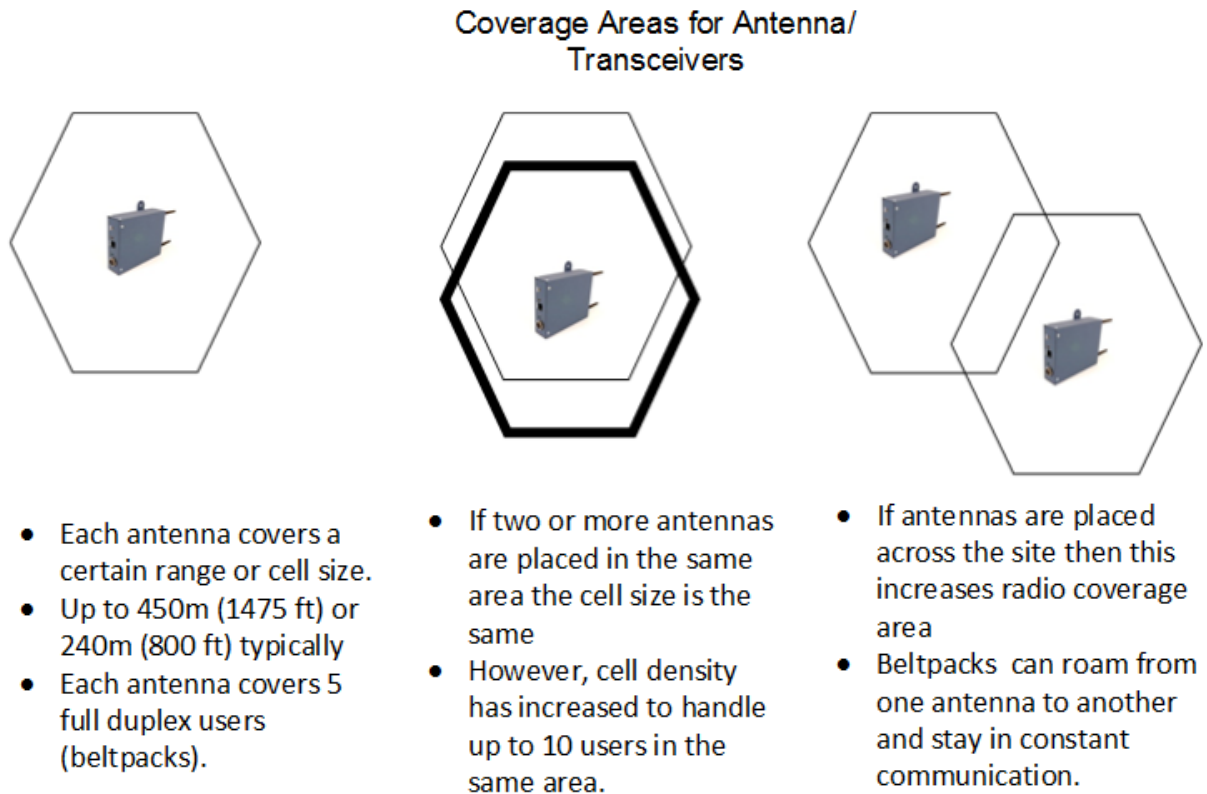 Coverage Areas for Antenna/
Transceivers
• Each antenna covers a
certain range or cell size.
• Up to 450m (1475 ft) or
240m (800 ft) typically
• Each antenna covers 5
full duplex users
(beltpacks).
• If two or more antennas
are placed in the same
area the cell size is the
same
• However, cell density
has increased to handle
up to 10 users in the
same area.
• If antennas are placed
across the site then this
increases radio coverage
area
• Beltpacks can roam from
one antenna to another
and stay in constant
communication.